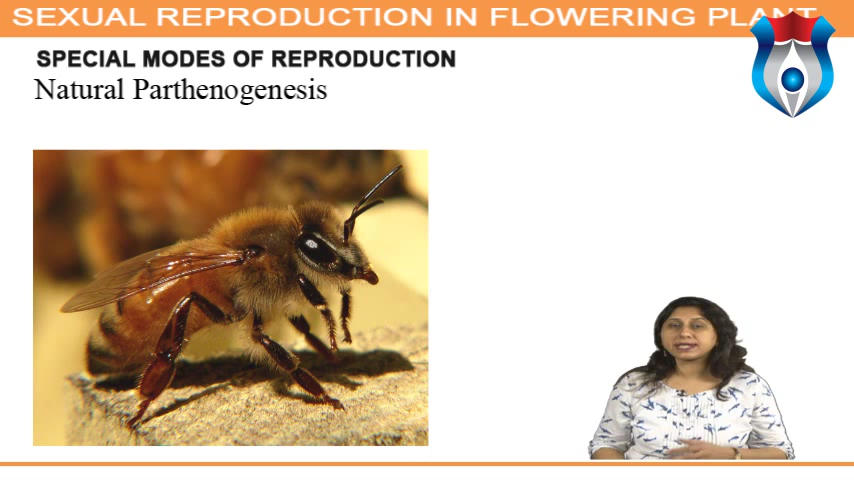 SEXUAL REPRODUCTION IN FLOWERING PLANT
SPECIAL MODES OF REPRODUCTION
Natural Parthenogenesis